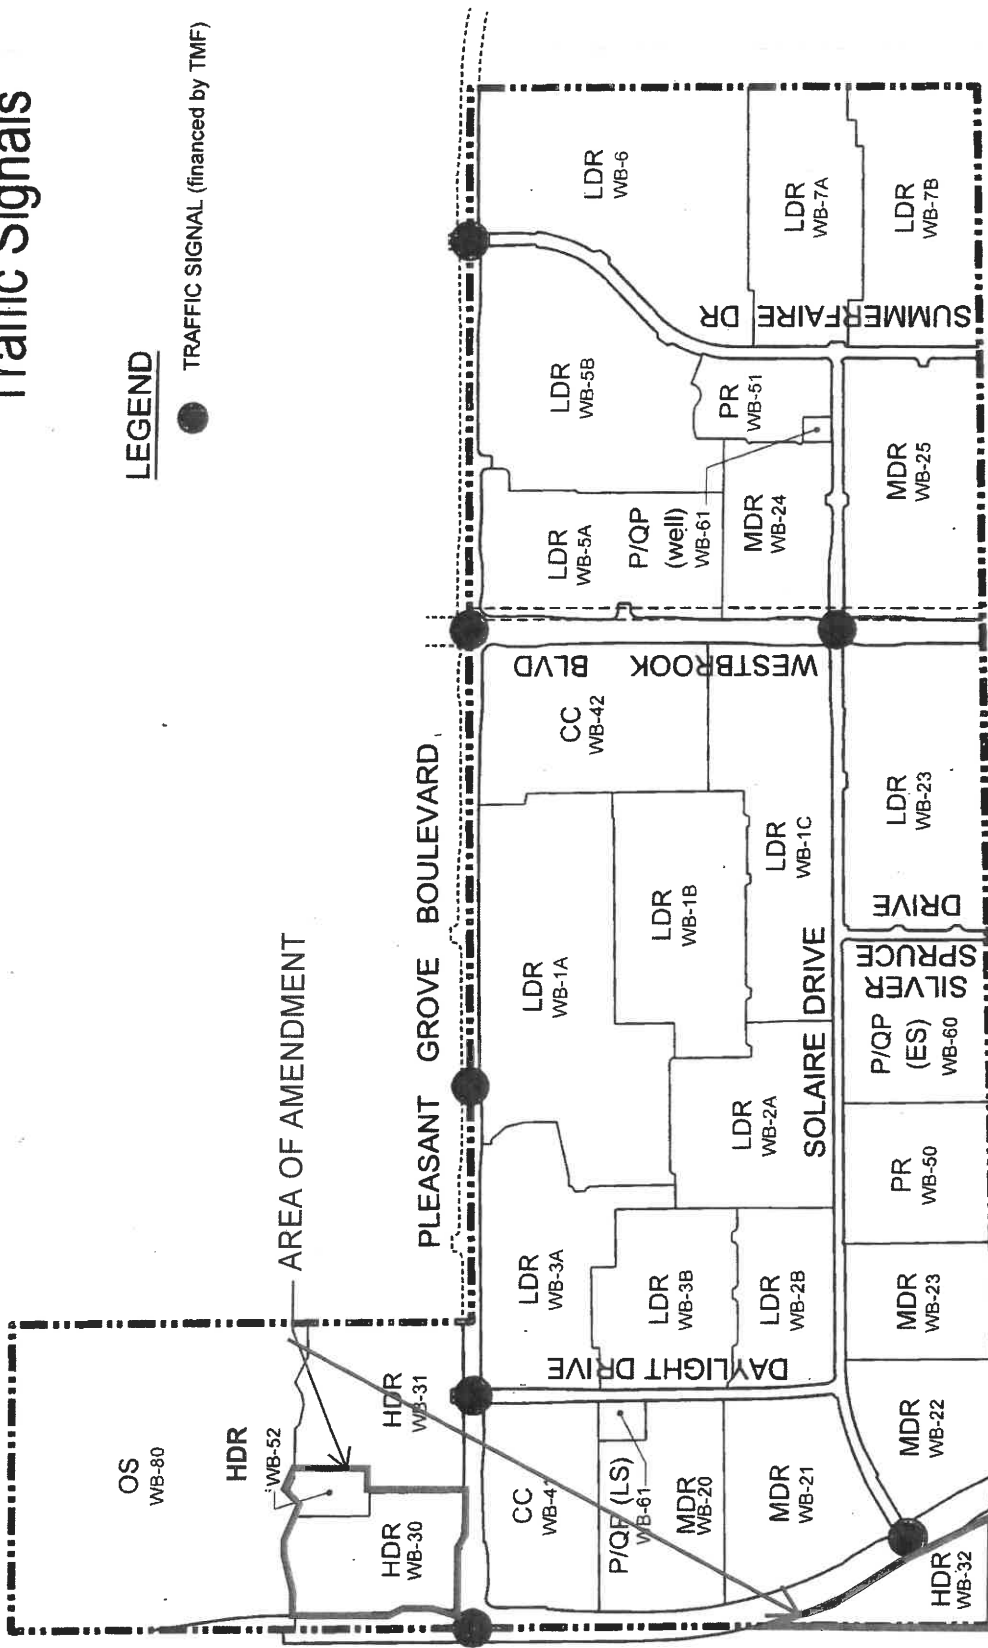 Traffic Signals
LEGEND
TRAFFIC SIGNAL (financed by TMF)
AREA OF AMENDMENT
PLEASANT GROVE BOULEVARD
OS
WB-80
HDR
WB-52
HDR
WB-31
HDR
WB-30
CC
WB-41
P/QP (LS)
WB-61
MDR
WB-20
MDR
WB-21
MDR
WB-22
HDR
WB-32
DAYLIGHT DRIVE
LDR
WB-3A
LDR
WB-3B
LDR
WB-2B
MDR
WB-23
LDR
WB-1A
LDR
WB-1B
LDR
WB-1C
LDR
WB-2A
SOLAIRE DRIVE
PR
WB-50
P/QP
(ES)
WB-60
SILVER
SPRUCE
DRIVE
LDR
WB-23
CC
WB-42
WESTBROOK BLVD
LDR
WB-5A
P/QP
(well)
WB-61
MDR
WB-24
LDR
WB-5B
PR
WB-51
MDR
WB-25
SUMMERFAIRE DR
LDR
WB-6
LDR
WB-7A
LDR
WB-7B